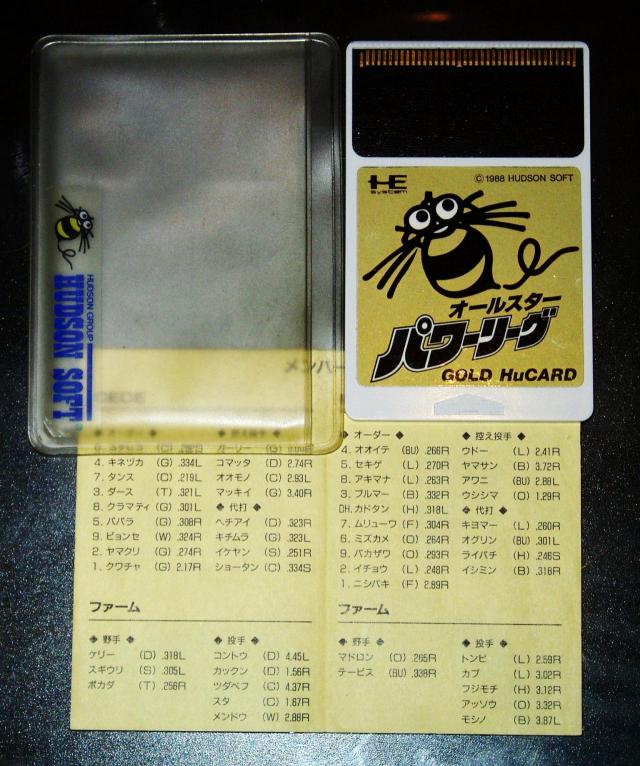 HE
system
©1988 HUDSON SOFT
オールスター
パワーリーグ
GOLD HuCARD
HUDSON GROUP
HUDSON SOFT
メンバー
◆ オーダー ◆
4. オオイテ (BU) .266R
5. セキゲ (L) .270R
8. アキマナ (L) .263R
3. ブルマー (B) .332R
DH. カドタン (H) .318L
7. ムリューワ (F) .304R
6. ミズカメ (O) .264R
9. バカザワ (O) .293R
2. イチョウ (L) .248R
1. ニシバキ (F) 2.89R
◆ 控え投手 ◆
ウドー (L) 2.41R
ヤマサン (B) 3.72R
アワニ (BU) 2.88L
ウシシマ (O) 1.29R
◆ 代打 ◆
キヨマー (L) .260R
オグリン (BU) .301L
ライバチ (H) .246S
イシミン (B) .318R
4. キネヅカ (G) .334L
7. タンス (C) .219L
3. ダース (T) .321L
8. クラマティ (G) .301L
5. パパラ (G) .308R
9. ピョンセ (W) .324R
2. ヤマクリ (G) .274R
1. クワチャ (G) 2.17R
コマッタ (D) 2.74R
オオモノ (C) 2.93L
マッキイ (G) 3.40R
◆ 代打 ◆
ヘチアイ (D) .323R
キチムラ (G) .323L
イケヤン (S) .251R
ショータン (C) .334S
ファーム
◆ 野手 ◆
ケリー (D) .318L
スギウリ (S) .305L
ポカダ (T) .256R
◆ 投手 ◆
コントウ (D) 4.45L
カックン (D) 1.56R
ツダベフ (C) 4.37R
スタ (C) 1.67R
メンドウ (W) 2.88R
ファーム
◆ 野手 ◆
マドロン (O) .265R
テービス (BU) .338R
◆ 投手 ◆
トンビ (L) 2.59R
カブ (L) 3.02R
フジモチ (H) 3.12R
アッソウ (O) 3.32R
モシノ (B) 3.87L